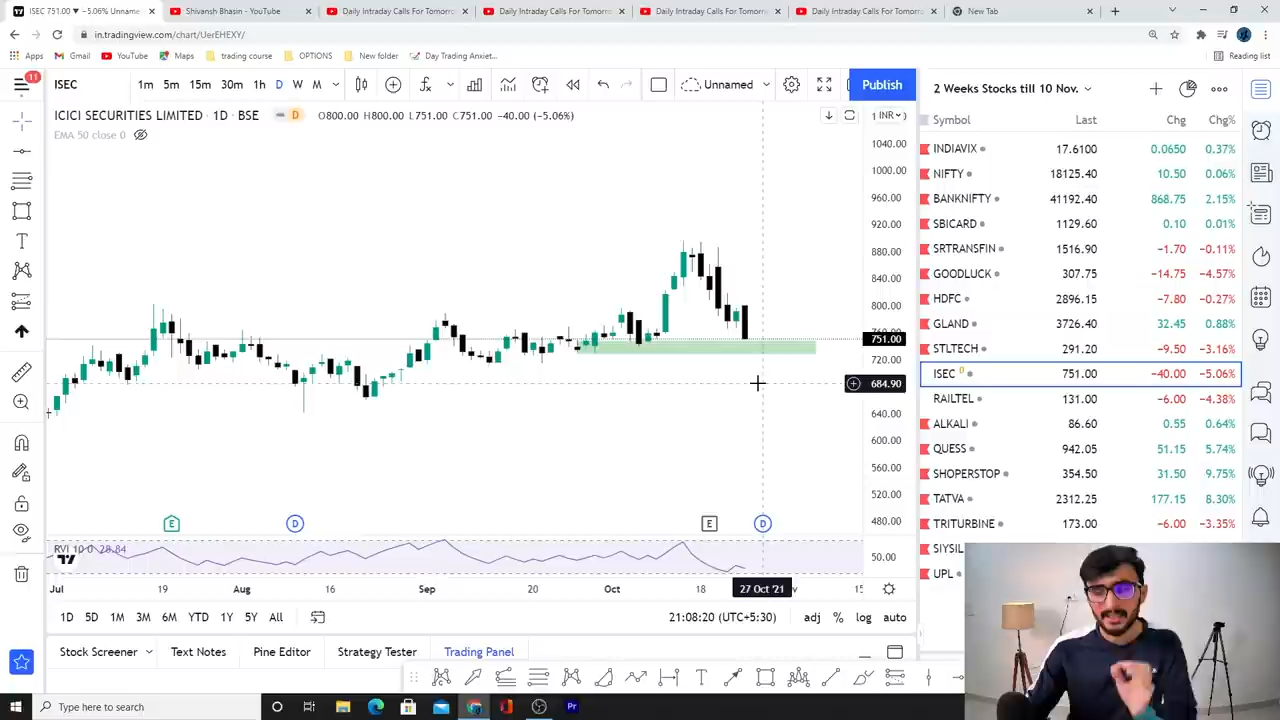 ISEC 751.00 ▼ −5.06% Unname
Shivansh Bhasin - YouTube
Daily Intraday Calls For Tomorro
Daily Intraday Calls For Tomorro
Daily Intraday Calls For Tomorro
Daily Intraday Calls For Tomorro
New Tab
in.tradingview.com/chart/UerEHEXY/
Apps
Gmail
YouTube
Maps
trading course
OPTIONS
New folder
Day Trading Anxiet...
Reading list
11
ISEC
1m 5m 15m 30m 1h D W M
Unnamed
Publish
2 Weeks Stocks till 10 Nov.
ICICI SECURITIES LIMITED · 1D · BSE
D
O800.00 H800.00 L751.00 C751.00 −40.00 (−5.06%)
EMA 50 close 0
INR
Symbol Last Chg Chg%
INDIAVIX 17.6100 0.0650 0.37%
NIFTY 18125.40 10.50 0.06%
BANKNIFTY 41192.40 868.75 2.15%
SBICARD 1129.60 0.10 0.01%
SRTRANSFIN 1516.90 −1.70 −0.11%
GOODLUCK 307.75 −14.75 −4.57%
HDFC 2896.15 −7.80 −0.27%
GLAND 3726.40 32.45 0.88%
STLTECH 291.20 −9.50 −3.16%
ISEC D 751.00 −40.00 −5.06%
RAILTEL 131.00 −6.00 −4.38%
ALKALI 86.60 0.55 0.64%
QUESS 942.05 51.15 5.74%
SHOPERSTOP 354.50 31.50 9.75%
TATVA 2312.25 177.15 8.30%
TRITURBINE 173.00 −6.00 −3.35%
SIYSIL
UPL
1040.00
1000.00
960.00
920.00
880.00
840.00
800.00
760.00
751.00
720.00
684.90
640.00
600.00
560.00
520.00
480.00
E
D
E
D
RVI 10 0 28.84
50.00
Jul 19 Aug Sep 20 Oct 18 27 Oct '21 15
1D 5D 1M 3M 6M YTD 1Y 5Y All
21:08:20 (UTC+5:30)
adj % log auto
Stock Screener
Text Notes
Pine Editor
Strategy Tester
Trading Panel
Type here to search
Pr